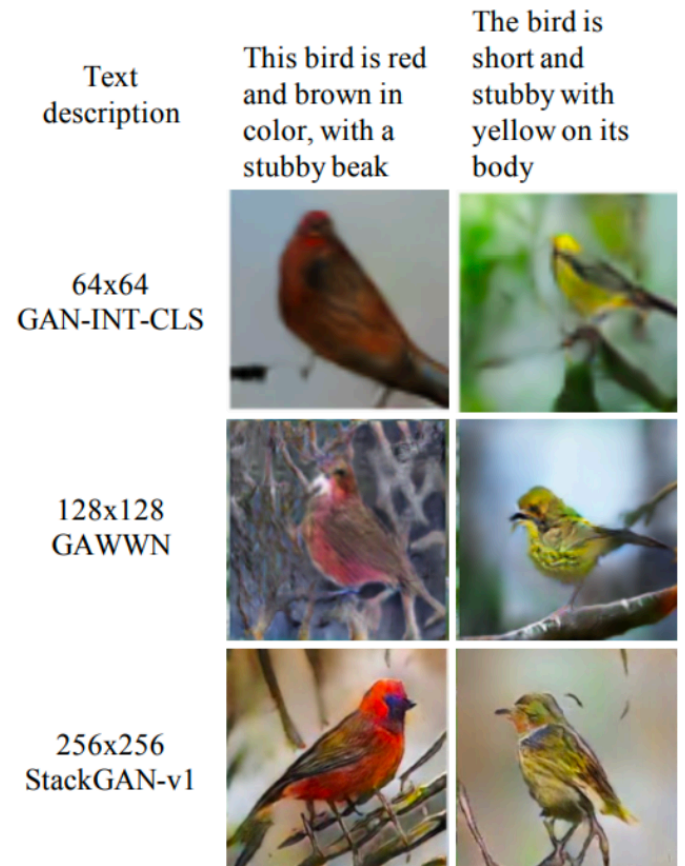 Text
description
This bird is red
and brown in
color, with a
stubby beak
The bird is
short and
stubby with
yellow on its
body
64x64
GAN-INT-CLS
128x128
GAWWN
256x256
StackGAN-v1